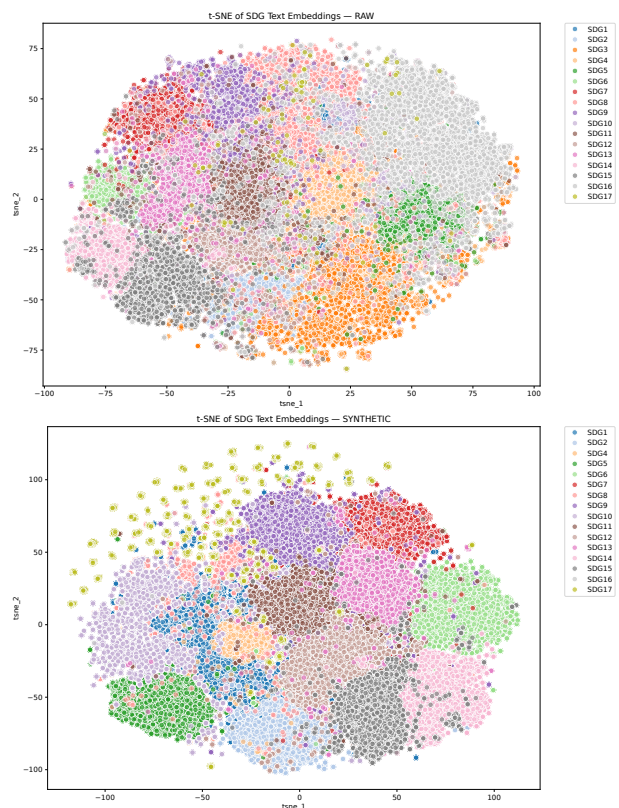 t-SNE of SDG Text Embeddings — RAW
75
50
25
0
−25
−50
−75
tsne_2
−100
−75
−50
−25
0
25
50
75
100
tsne_1
SDG1
SDG2
SDG3
SDG4
SDG5
SDG6
SDG7
SDG8
SDG9
SDG10
SDG11
SDG12
SDG13
SDG14
SDG15
SDG16
SDG17
t-SNE of SDG Text Embeddings — SYNTHETIC
100
50
0
−50
−100
tsne_2
−100
−50
0
50
100
tsne_1
SDG1
SDG2
SDG4
SDG5
SDG6
SDG7
SDG8
SDG9
SDG10
SDG11
SDG12
SDG13
SDG14
SDG15
SDG16
SDG17